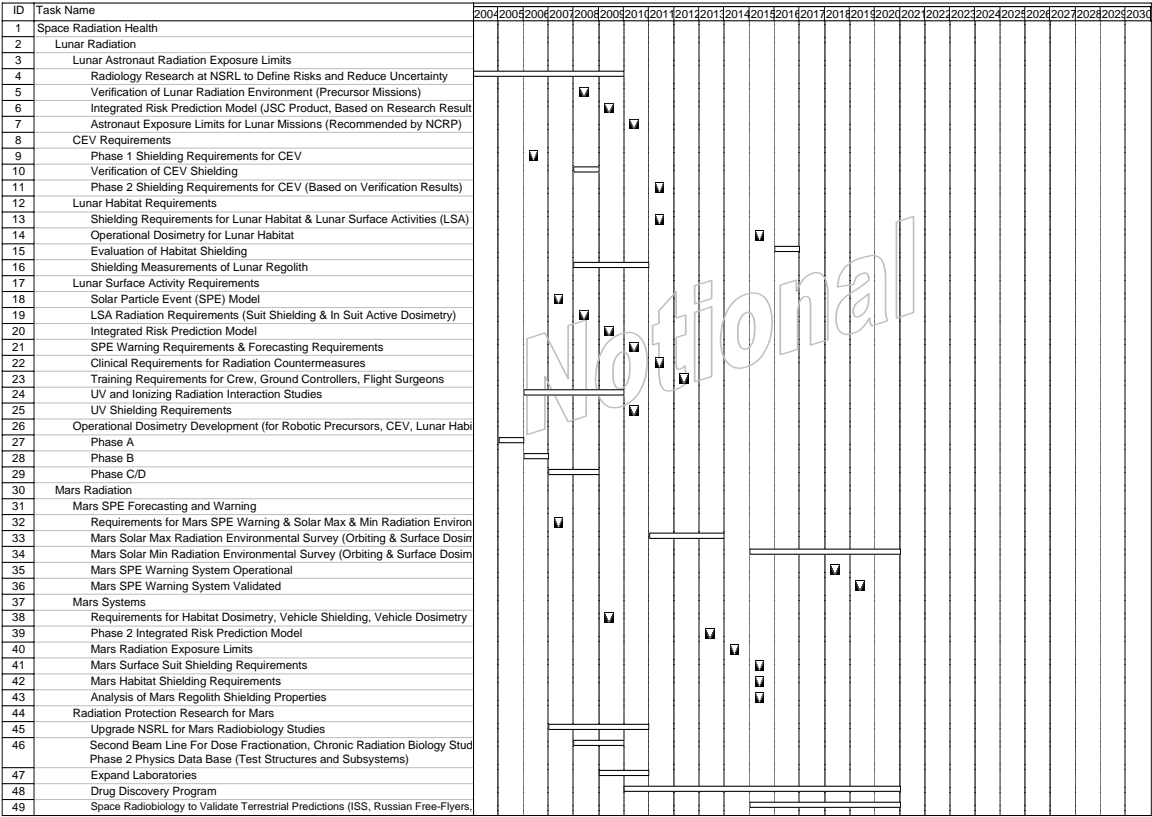 ID Task Name 2004 2005 2006 2007 2008 2009 2010 2011 2012 2013 2014 2015 2016 2017 2018 2019 2020 2021 2022 2023 2024 2025 2026 2027 2028 2029 2030
1 Space Radiation Health
2 Lunar Radiation
3 Lunar Astronaut Radiation Exposure Limits
4 Radiology Research at NSRL to Define Risks and Reduce Uncertainty
5 Verification of Lunar Radiation Environment (Precursor Missions)
6 Integrated Risk Prediction Model (JSC Product, Based on Research Result
7 Astronaut Exposure Limits for Lunar Missions (Recommended by NCRP)
8 CEV Requirements
9 Phase 1 Shielding Requirements for CEV
10 Verification of CEV Shielding
11 Phase 2 Shielding Requirements for CEV (Based on Verification Results)
12 Lunar Habitat Requirements
13 Shielding Requirements for Lunar Habitat & Lunar Surface Activities (LSA)
14 Operational Dosimetry for Lunar Habitat
15 Evaluation of Habitat Shielding
16 Shielding Measurements of Lunar Regolith
17 Lunar Surface Activity Requirements
18 Solar Particle Event (SPE) Model
19 LSA Radiation Requirements (Suit Shielding & In Suit Active Dosimetry)
20 Integrated Risk Prediction Model
21 SPE Warning Requirements & Forecasting Requirements
22 Clinical Requirements for Radiation Countermeasures
23 Training Requirements for Crew, Ground Controllers, Flight Surgeons
24 UV and Ionizing Radiation Interaction Studies
25 UV Shielding Requirements
26 Operational Dosimetry Development (for Robotic Precursors, CEV, Lunar Habi
27 Phase A
28 Phase B
29 Phase C/D
30 Mars Radiation
31 Mars SPE Forecasting and Warning
32 Requirements for Mars SPE Warning & Solar Max & Min Radiation Environ
33 Mars Solar Max Radiation Environmental Survey (Orbiting & Surface Dosim
34 Mars Solar Min Radiation Environmental Survey (Orbiting & Surface Dosim
35 Mars SPE Warning System Operational
36 Mars SPE Warning System Validated
37 Mars Systems
38 Requirements for Habitat Dosimetry, Vehicle Shielding, Vehicle Dosimetry
39 Phase 2 Integrated Risk Prediction Model
40 Mars Radiation Exposure Limits
41 Mars Surface Suit Shielding Requirements
42 Mars Habitat Shielding Requirements
43 Analysis of Mars Regolith Shielding Properties
44 Radiation Protection Research for Mars
45 Upgrade NSRL for Mars Radiobiology Studies
46 Second Beam Line For Dose Fractionation, Chronic Radiation Biology Stud
Phase 2 Physics Data Base (Test Structures and Subsystems)
47 Expand Laboratories
48 Drug Discovery Program
49 Space Radiobiology to Validate Terrestrial Predictions (ISS, Russian Free-Flyers,
Notional